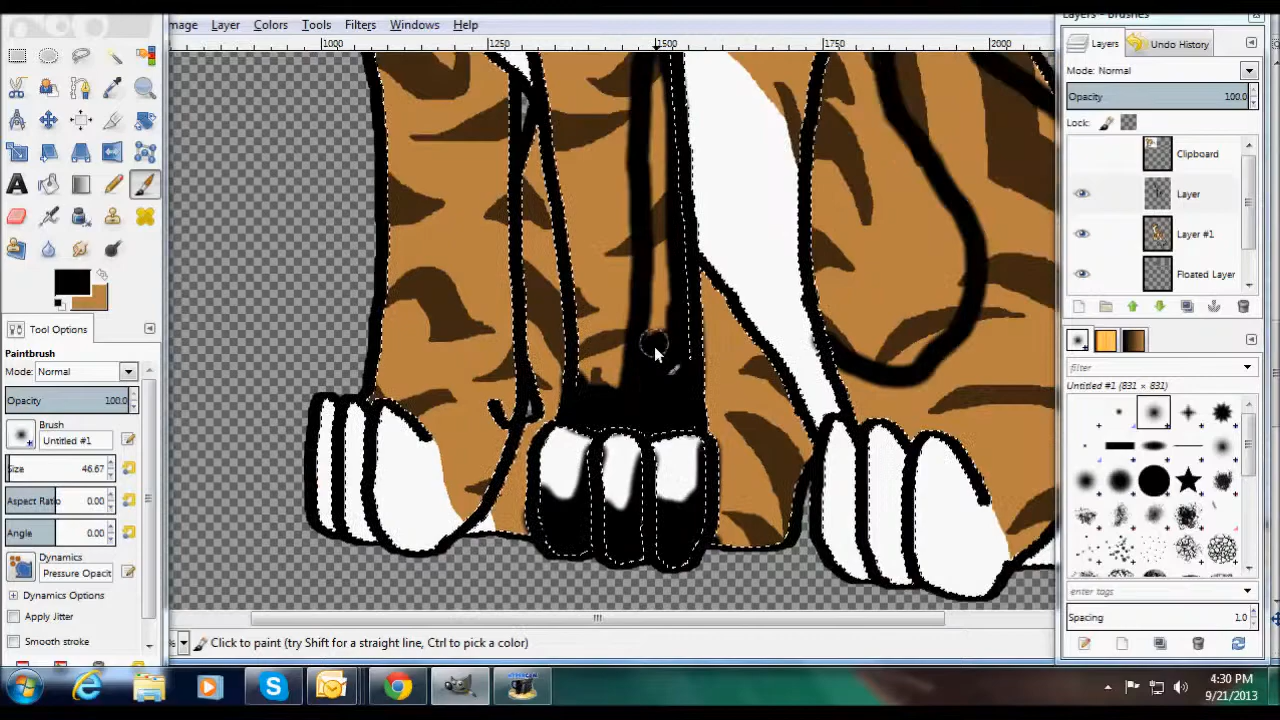 Layers - Brushes
mage Layer Colors Tools Filters Windows Help
1000 1250 1500 1750 2000
Layers Undo History
Mode: Normal
Opacity 100.0
Lock:
Clipboard
Layer
Layer #1
Floated Layer
Tool Options
Paintbrush
Mode: Normal
Opacity 100.0
Brush
Untitled #1
Size 46.67
Aspect Ratio 0.00
Angle 0.00
Dynamics
Pressure Opacit
Dynamics Options
Apply Jitter
Smooth stroke
filter
Untitled #1 (831 × 831)
enter tags
Spacing 1.0
% Click to paint (try Shift for a straight line, Ctrl to pick a color)
4:30 PM
9/21/2013